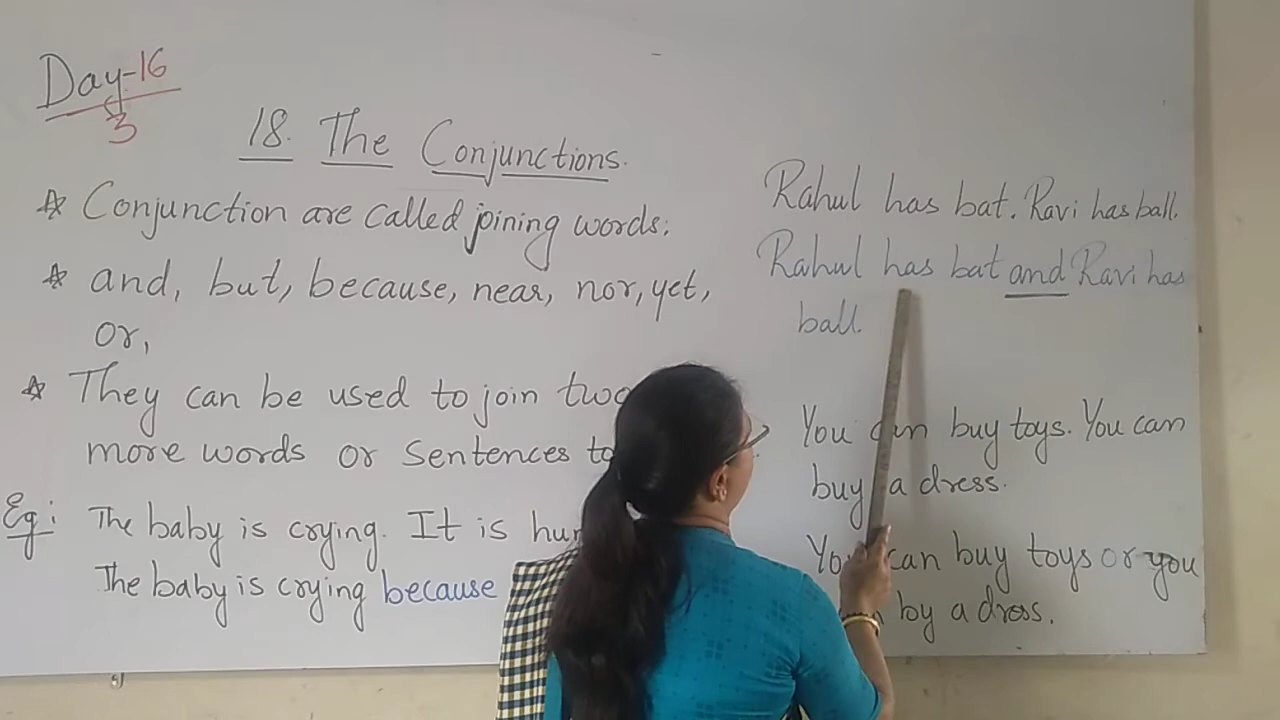 Day-16
3
18. The Conjunctions.
☆ Conjunction are called joining words.
☆ and, but, because, near, nor, yet,
or,
☆ They can be used to join two
more words or Sentences
Eg: The baby is crying. It is
The baby is crying because
Rahul has bat. Ravi has ball.
Rahul has bat and Ravi has
ball.
You can buy toys. You can
buy a dress.
You can buy toys or you
by a dress.